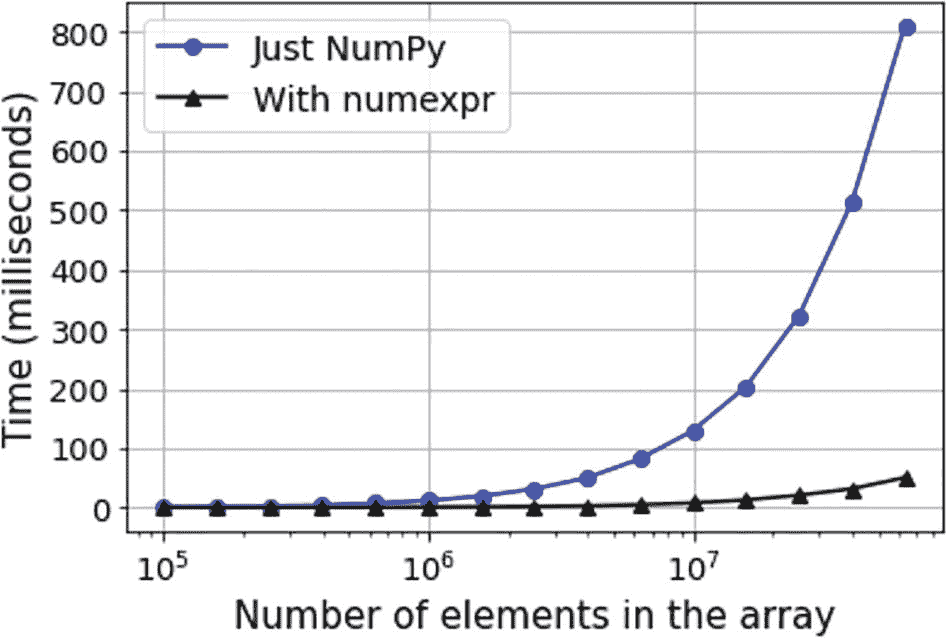 Just NumPy
With numexpr
Time (milliseconds)
800
700
600
500
400
300
200
100
0
10⁵ 10⁶ 10⁷
Number of elements in the array